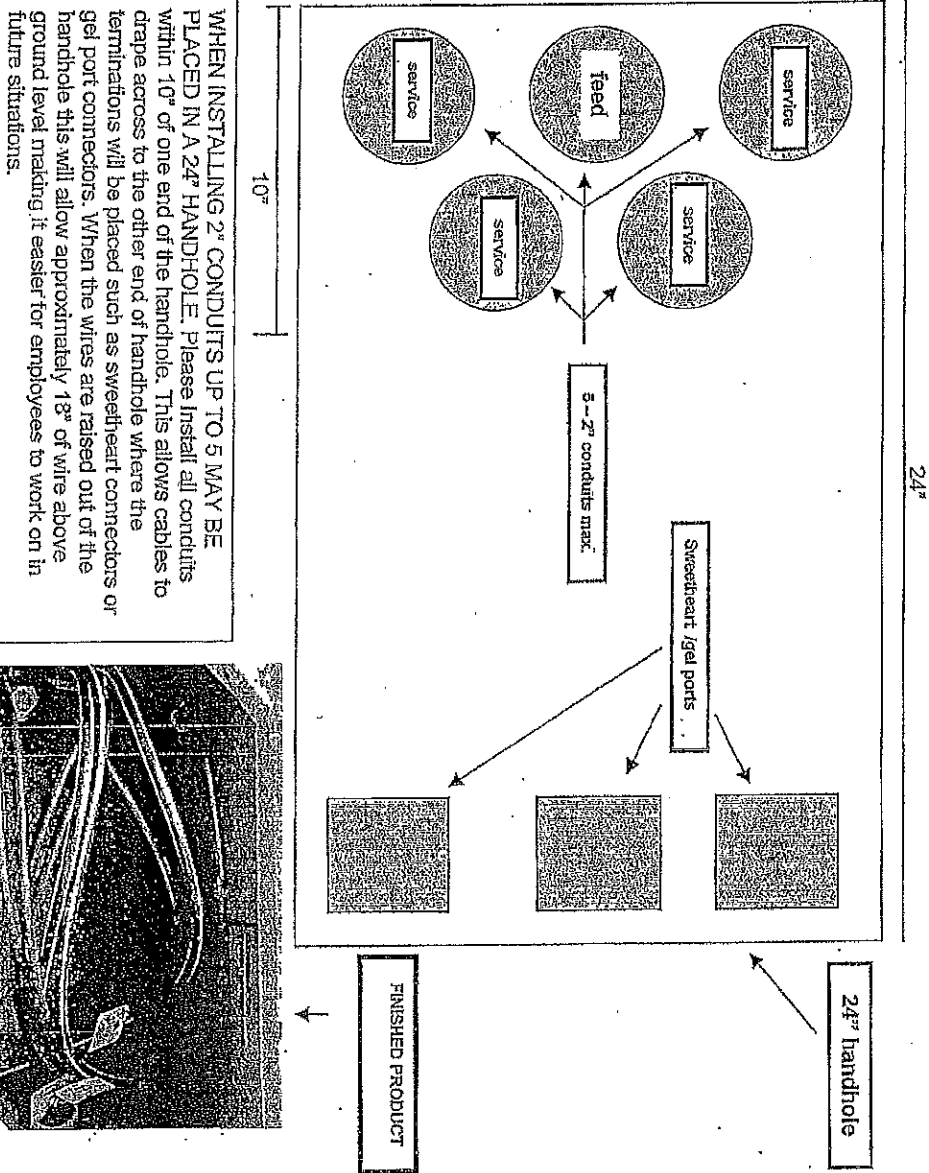 24"
24" handhole
service
service
feed
service
service
5 – 2" conduits max.
Sweetheart /gel ports
FINISHED PRODUCT
10"
WHEN INSTALLING 2" CONDUITS UP TO 5 MAY BE
PLACED IN A 24" HANDHOLE. Please install all conduits
within 10" of one end of the handhole. This allows cables to
drape across to the other end of handhole where the
terminations will be placed such as sweetheart connectors or
gel port connectors. When the wires are raised out of the
handhole this will allow approximately 18" of wire above
ground level making it easier for employees to work on in
future situations.